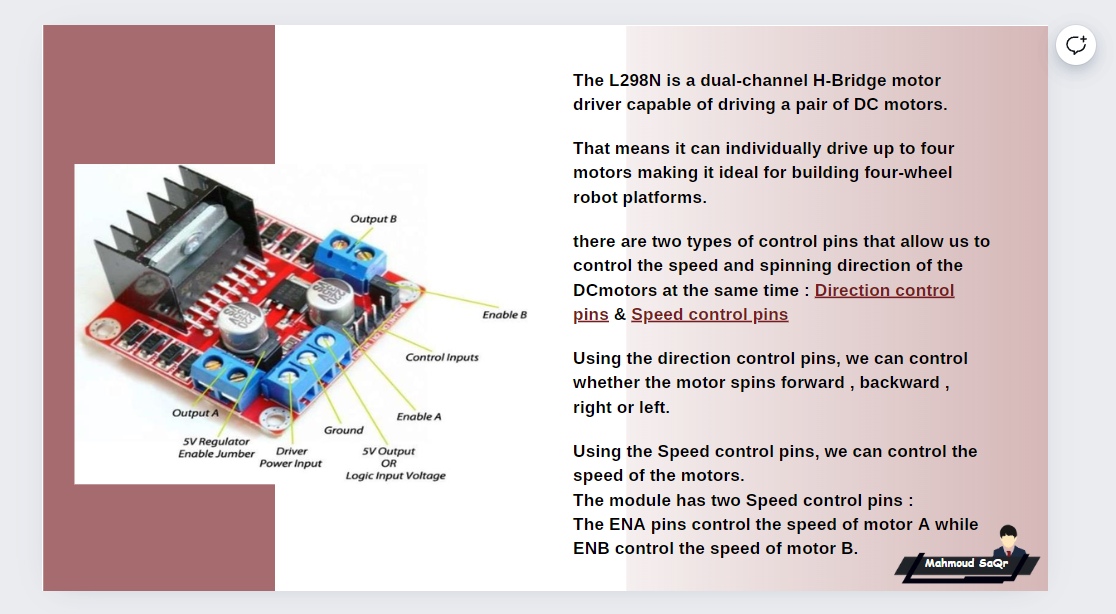 The L298N is a dual-channel H-Bridge motor
driver capable of driving a pair of DC motors.
That means it can individually drive up to four
motors making it ideal for building four-wheel
robot platforms.
there are two types of control pins that allow us to
control the speed and spinning direction of the
DCmotors at the same time : Direction control
pins & Speed control pins
Using the direction control pins, we can control
whether the motor spins forward , backward ,
right or left.
Using the Speed control pins, we can control the
speed of the motors.
The module has two Speed control pins :
The ENA pins control the speed of motor A while
ENB control the speed of motor B.
Output B
Enable B
Control Inputs
Enable A
Output A
Ground
5V Regulator
Enable Jumber
Driver
Power Input
5V Output
OR
Logic Input Voltage
Mahmoud SaQr